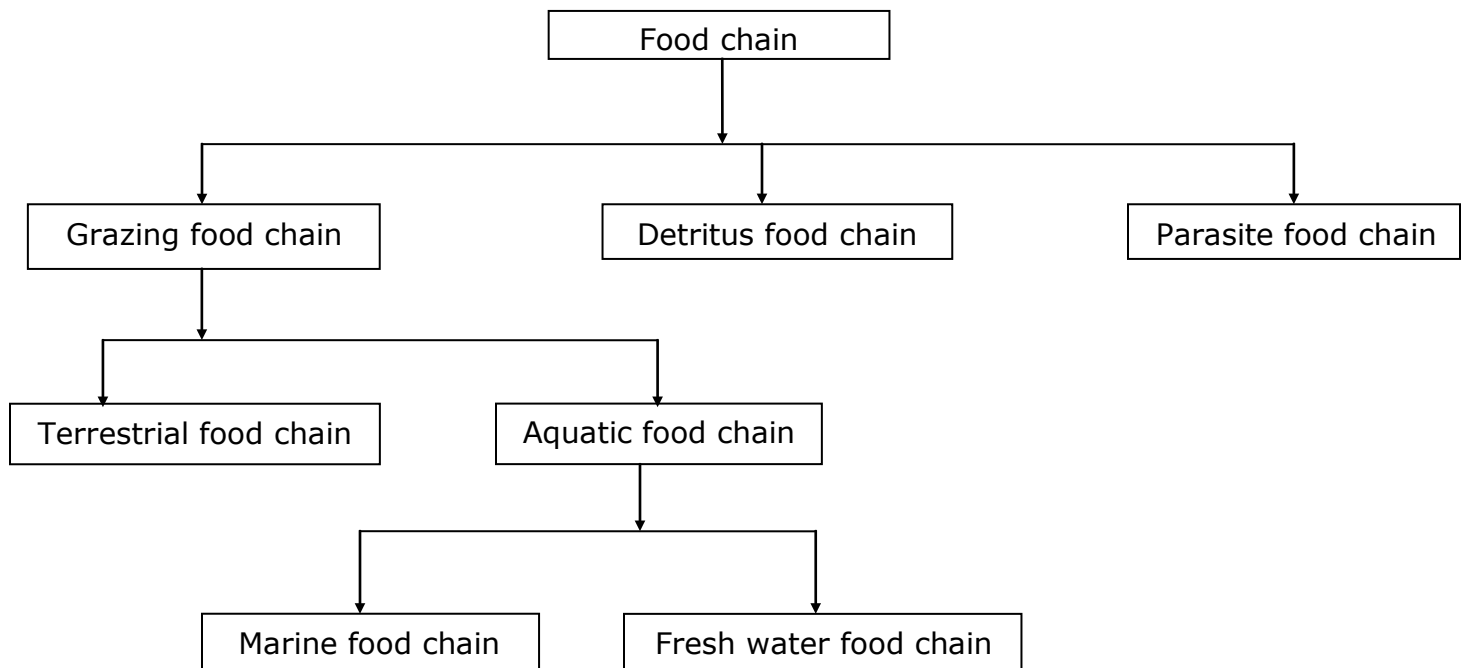 Food chain
Grazing food chain
Detritus food chain
Parasite food chain
Terrestrial food chain
Aquatic food chain
Marine food chain
Fresh water food chain